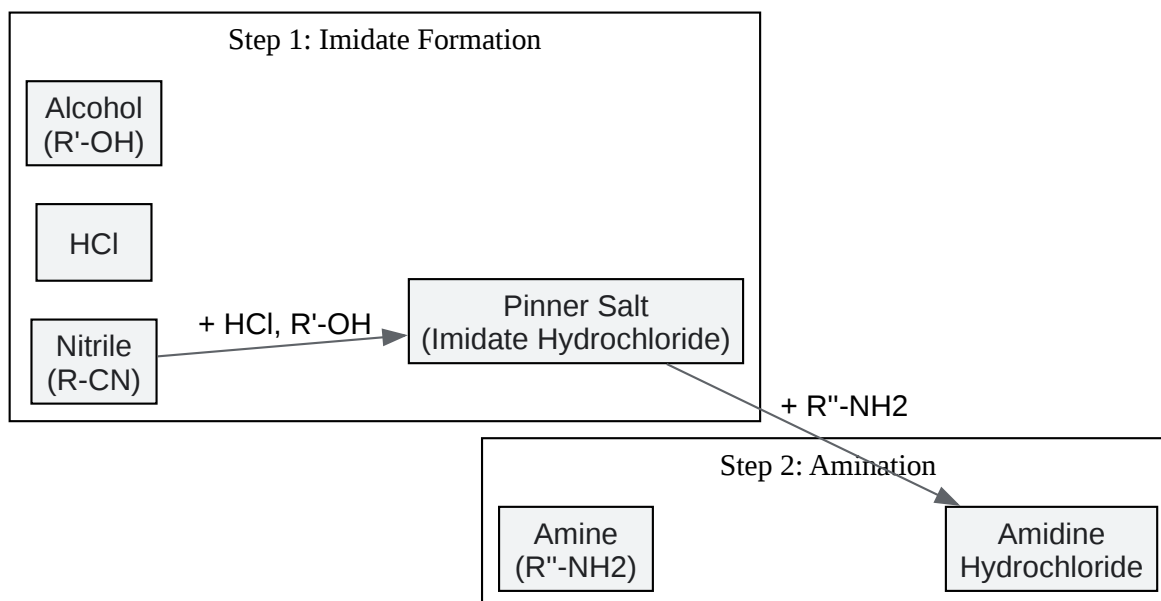 Step 1: Imidate Formation
Alcohol
(R'-OH)
HCl
Nitrile
(R-CN)
+ HCl, R'-OH
Pinner Salt
(Imidate Hydrochloride)
+ R"-NH2
Step 2: Amination
Amine
(R"-NH2)
Amidine
Hydrochloride